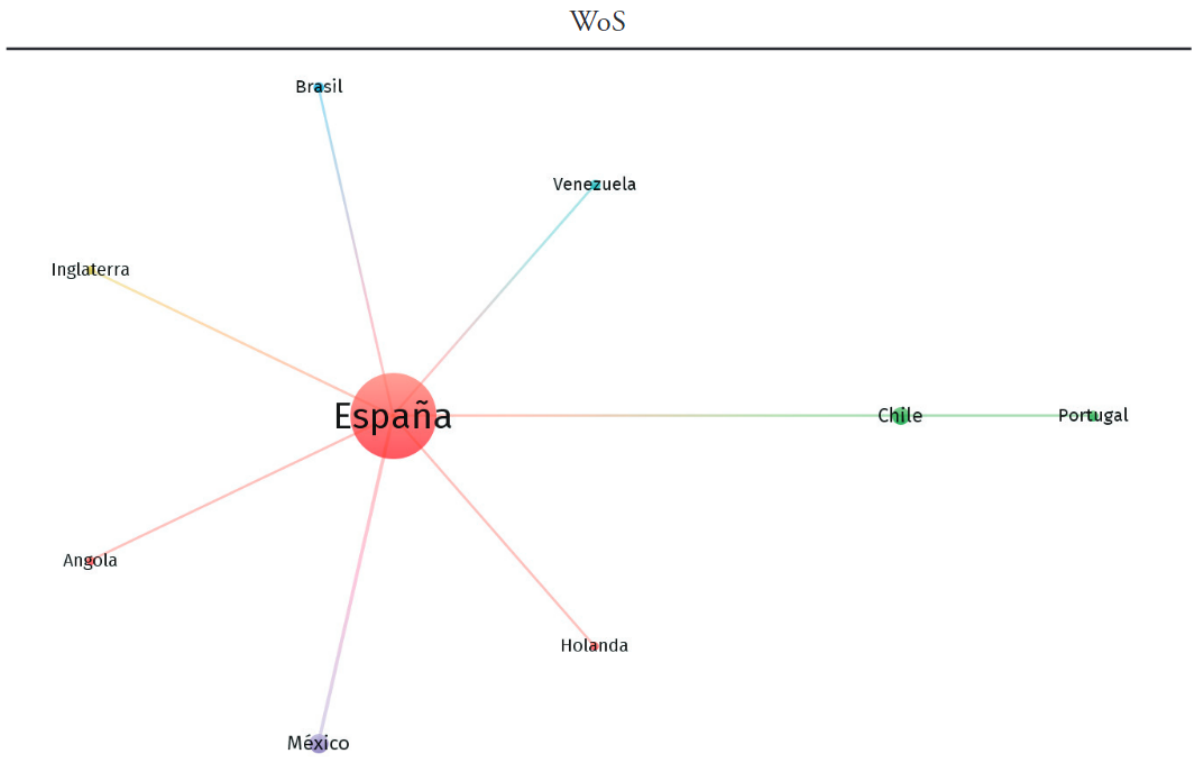 WoS
Brasil
Venezuela
Inglaterra
España
Chile
Portugal
Angola
Holanda
México